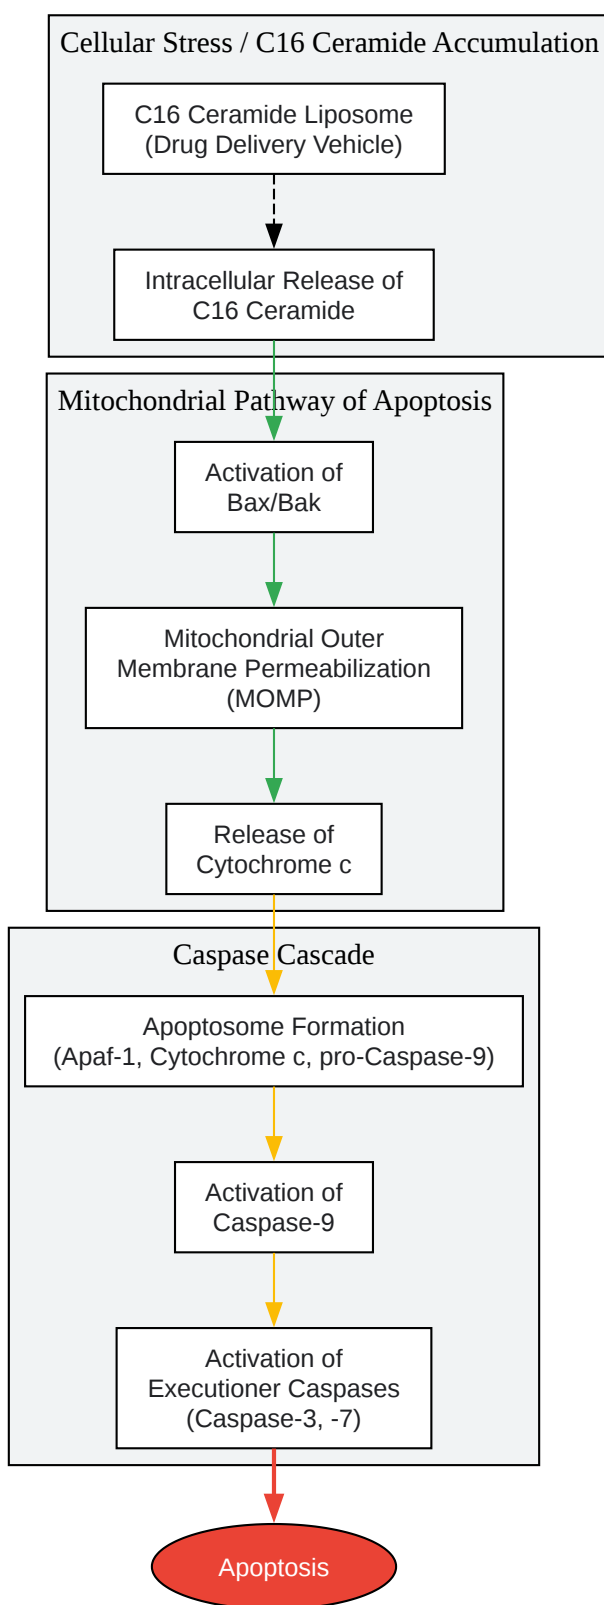 Cellular Stress / C16 Ceramide Accumulation
C16 Ceramide Liposome
(Drug Delivery Vehicle)
Intracellular Release of
C16 Ceramide
Mitochondrial Pathway of Apoptosis
Activation of
Bax/Bak
Mitochondrial Outer
Membrane Permeabilization
(MOMP)
Release of
Cytochrome c
Caspase Cascade
Apoptosome Formation
(Apaf-1, Cytochrome c, pro-Caspase-9)
Activation of
Caspase-9
Activation of
Executioner Caspases
(Caspase-3, -7)
Apoptosis